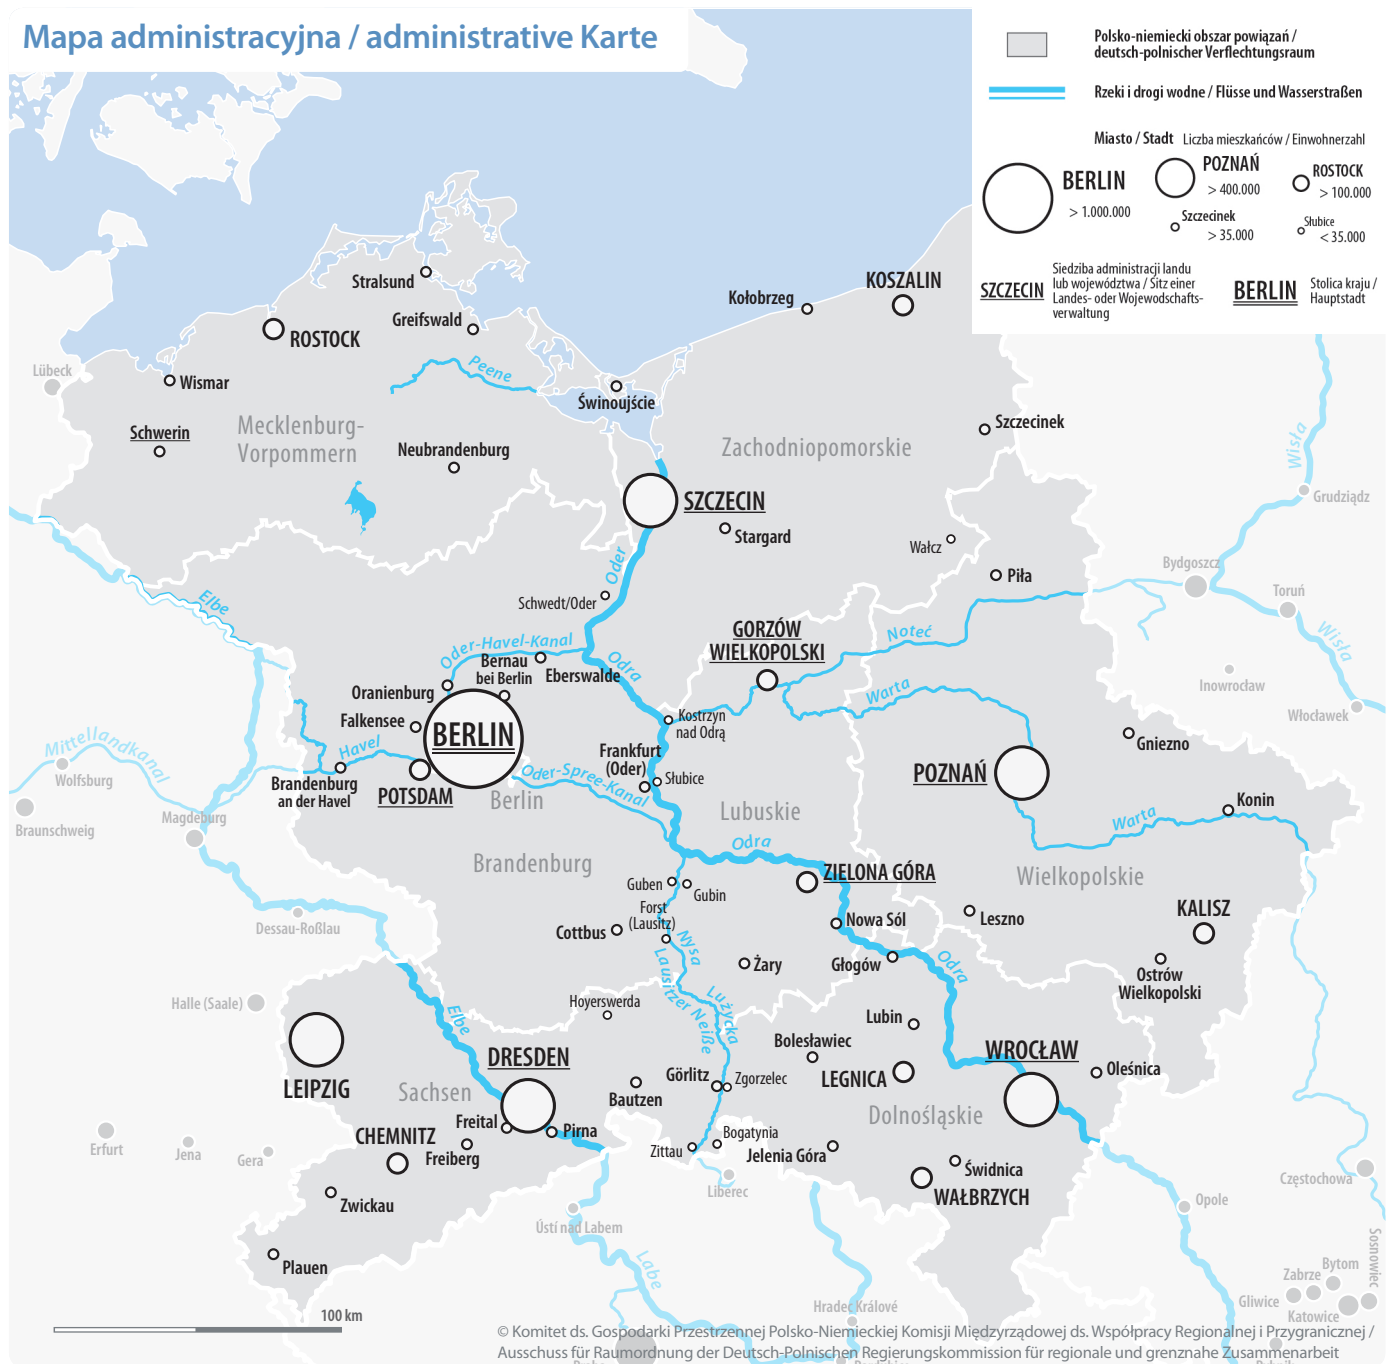 Mapa administracyjna / administrative Karte
Polsko-niemiecki obszar powiązań /
deutsch-polnischer Verflechtungsraum
Rzeki i drogi wodne / Flüsse und Wasserstraßen
Miasto / Stadt Liczba mieszkańców / Einwohnerzahl
BERLIN
> 1.000.000
POZNAŃ
> 400.000
ROSTOCK
> 100.000
Szczecinek
> 35.000
Słubice
< 35.000
SZCZECIN
Siedziba administracji landu
lub województwa / Sitz einer
Landes- oder Wojewodschafts-
verwaltung
BERLIN
Stolica kraju /
Hauptstadt
Stralsund
Greifswald
ROSTOCK
Kołobrzeg
KOSZALIN
Lübeck
Wismar
Peene
Świnoujście
Schwerin
Mecklenburg-
Vorpommern
Neubrandenburg
Zachodniopomorskie
Szczecinek
Wisła
Grudziądz
SZCZECIN
Stargard
Wałcz
Piła
Bydgoszcz
Toruń
Wisła
Elbe
Oder
Schwedt/Oder
GORZÓW
WIELKOPOLSKI
Noteć
Oder-Havel-Kanal
Bernau
bei Berlin
Eberswalde
Odra
Oranienburg
Falkensee
BERLIN
Warta
Inowrocław
Włocławek
Kostrzyn
nad Odrą
Gniezno
Mittellandkanal
Wolfsburg
Havel
Frankfurt
(Oder)
Słubice
Oder-Spree-Kanal
POZNAŃ
Brandenburg
an der Havel
POTSDAM
Berlin
Braunschweig
Magdeburg
Lubuskie
Warta
Konin
Brandenburg
Odra
ZIELONA GÓRA
Wielkopolskie
Guben
Gubin
Forst
(Lausitz)
Dessau-Roßlau
Cottbus
Nowa Sól
Leszno
KALISZ
Nysa
Łużycka
Lausitzer Neiße
Żary
Głogów
Odra
Ostrów
Wielkopolski
Halle (Saale)
Elbe
Hoyerswerda
Lubin
LEIPZIG
DRESDEN
Bolesławiec
LEGNICA
WROCŁAW
Oleśnica
Sachsen
Görlitz
Zgorzelec
Bautzen
Dolnośląskie
Freital
Pirna
CHEMNITZ
Freiberg
Erfurt
Jena
Gera
Zittau
Bogatynia
Jelenia Góra
Świdnica
WAŁBRZYCH
Liberec
Częstochowa
Zwickau
Opole
Ústí nad Labem
Plauen
Labe
Sosnowiec
Bytom
Zabrze
Gliwice
Katowice
Hradec Králové
100 km
© Komitet ds. Gospodarki Przestrzennej Polsko-Niemieckiej Komisji Międzyrządowej ds. Współpracy Regionalnej i Przygranicznej /
Ausschuss für Raumordnung der Deutsch-Polnischen Regierungskommission für regionale und grenznahe Zusammenarbeit